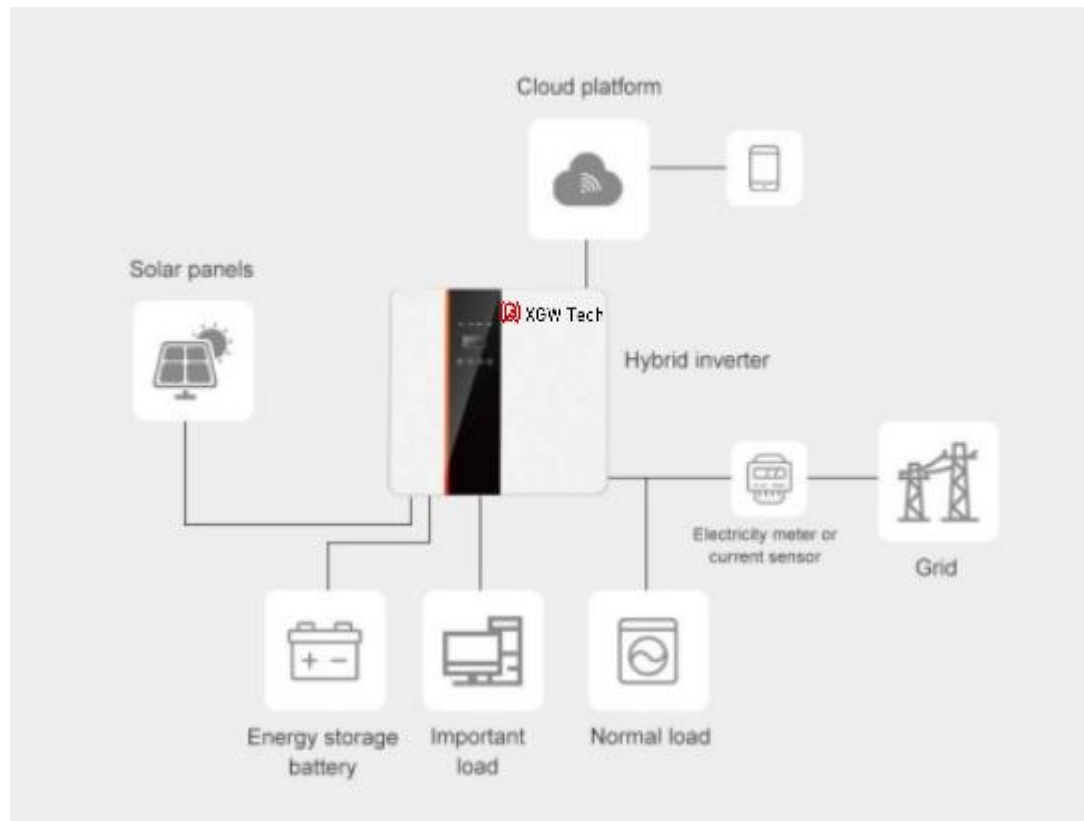 Cloud platform
Solar panels
XGW Tech
Hybrid inverter
Electricity meter or
current sensor
Grid
Energy storage
battery
Important
load
Normal load